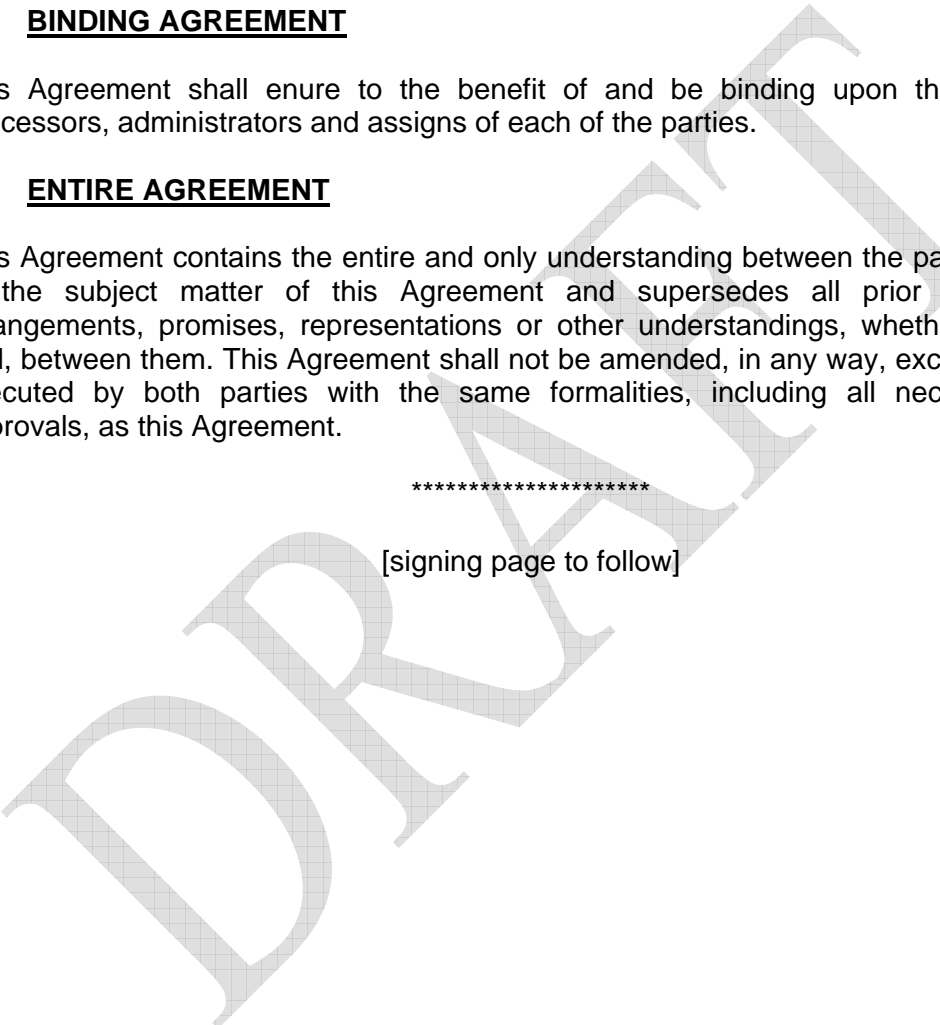 BINDING AGREEMENT
s Agreement shall enure to the benefit of and be binding upon th
cessors, administrators and assigns of each of the parties.
ENTIRE AGREEMENT
s Agreement contains the entire and only understanding between the pa
the subject matter of this Agreement and supersedes all prior
angements, promises, representations or other understandings, wheth
l, between them. This Agreement shall not be amended, in any way, exc
ecuted by both parties with the same formalities, including all nec
provals, as this Agreement.
*********************
[signing page to follow]
DRAFT